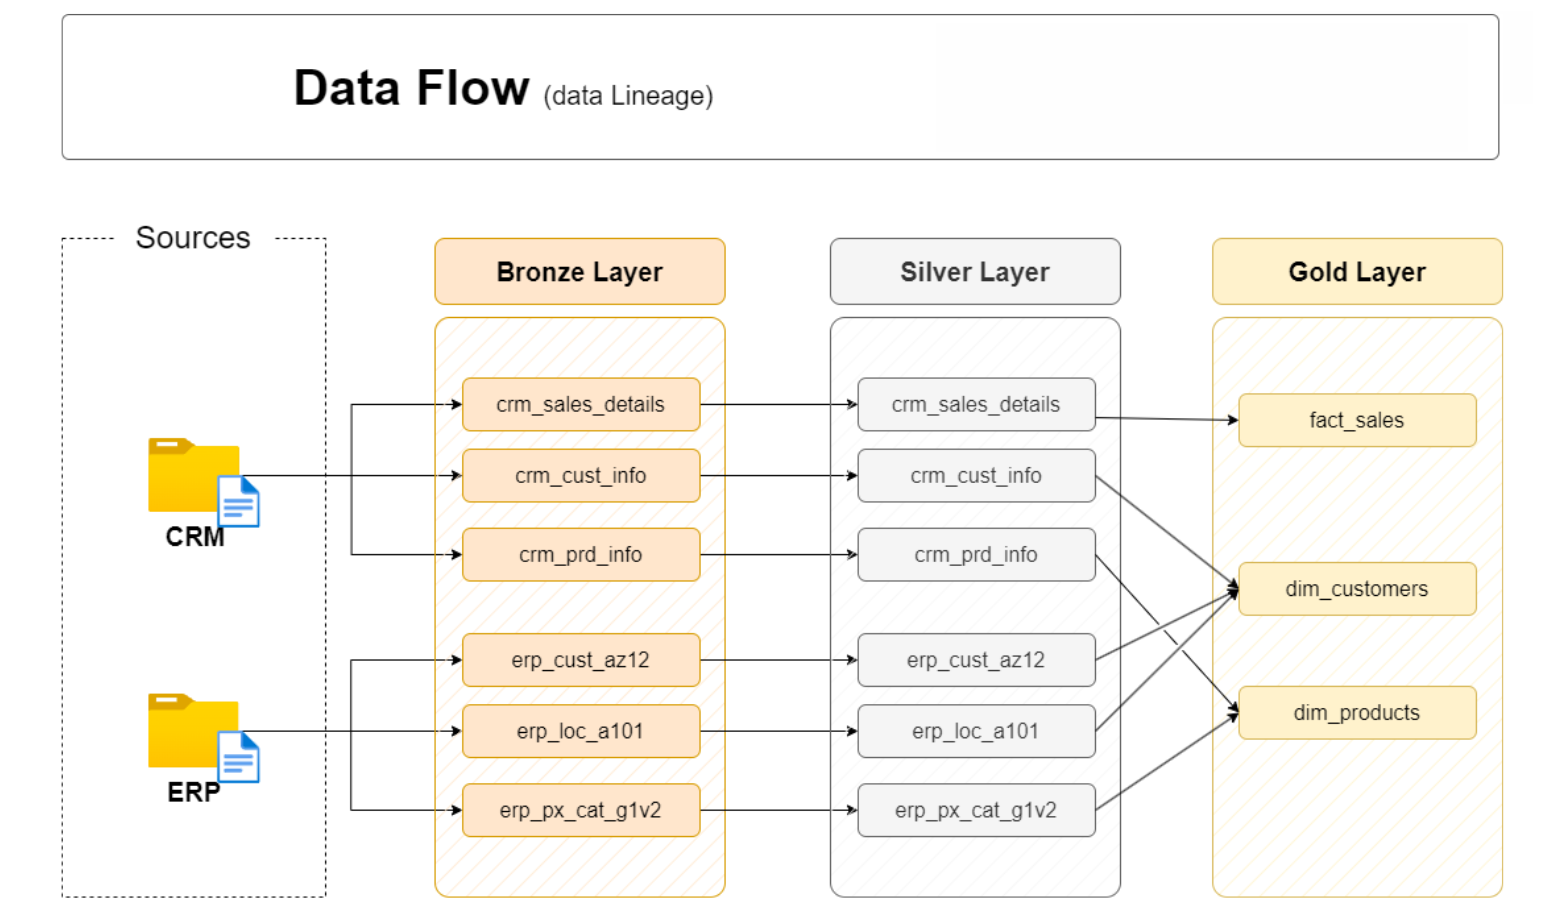 Data Flow (data Lineage)
Sources
Bronze Layer
Silver Layer
Gold Layer
crm_sales_details
crm_sales_details
fact_sales
crm_cust_info
crm_cust_info
CRM
crm_prd_info
crm_prd_info
dim_customers
erp_cust_az12
erp_cust_az12
dim_products
erp_loc_a101
erp_loc_a101
ERP
erp_px_cat_g1v2
erp_px_cat_g1v2